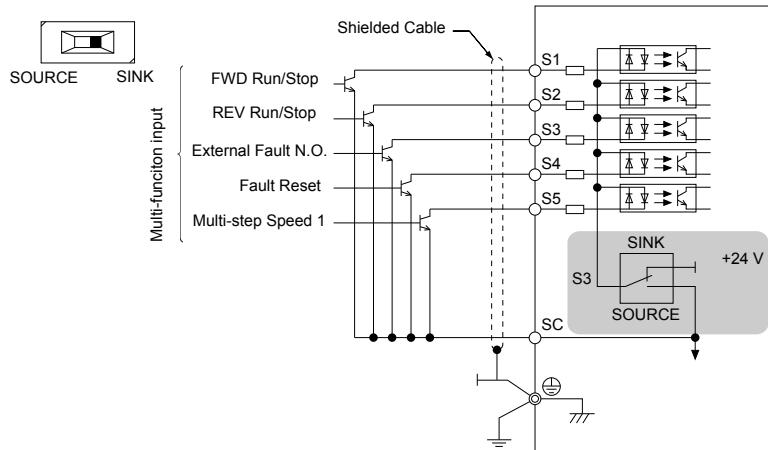 Shielded Cable
SOURCE SINK
Multi-funciton input
FWD Run/Stop
REV Run/Stop
External Fault N.O.
Fault Reset
Multi-step Speed 1
S1
S2
S3
S4
S5
SINK
+24 V
S3
SOURCE
SC